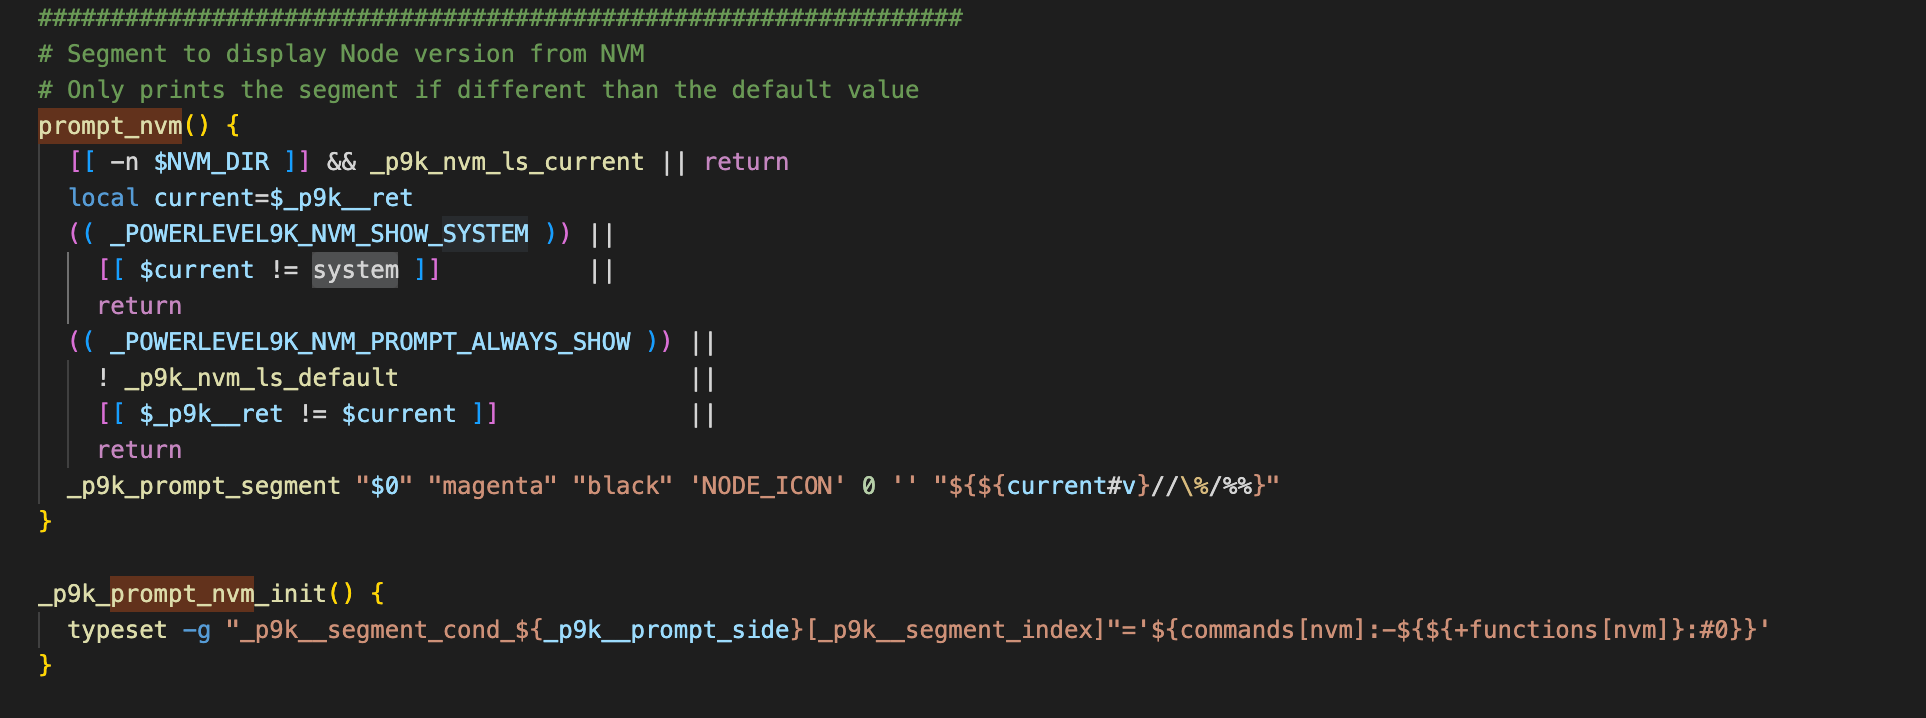 ################################################################
# Segment to display Node version from NVM
# Only prints the segment if different than the default value
prompt_nvm() {
  [[ -n $NVM_DIR ]] && _p9k_nvm_ls_current || return
  local current=$_p9k__ret
  (( _POWERLEVEL9K_NVM_SHOW_SYSTEM )) ||
    [[ $current != system ]]          ||
    return
  (( _POWERLEVEL9K_NVM_PROMPT_ALWAYS_SHOW )) ||
    ! _p9k_nvm_ls_default                    ||
    [[ $_p9k__ret != $current ]]             ||
    return
  _p9k_prompt_segment "$0" "magenta" "black" 'NODE_ICON' 0 '' "${${current#v}//\%/%%}"
}

_p9k_prompt_nvm_init() {
  typeset -g "_p9k__segment_cond_${_p9k__prompt_side}[_p9k__segment_index]"='${commands[nvm]:-${${+functions[nvm]}:#0}}'
}